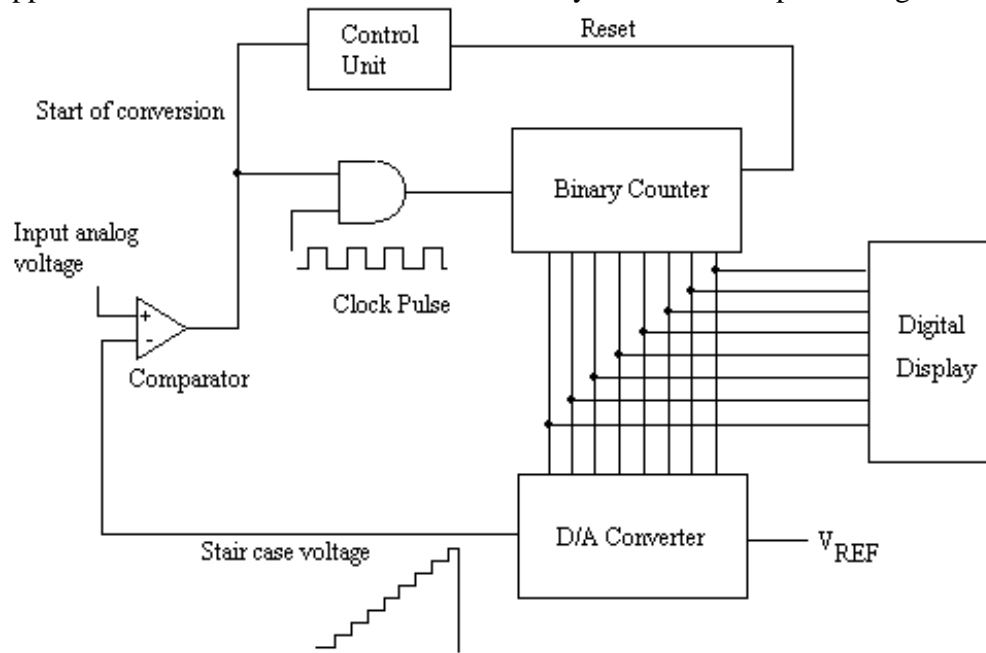 Control
Unit
Reset
Start of conversion
Binary Counter
Input analog
voltage
Clock Pulse
Digital
Display
Comparator
D/A Converter
VREF
Stair case voltage
+
-